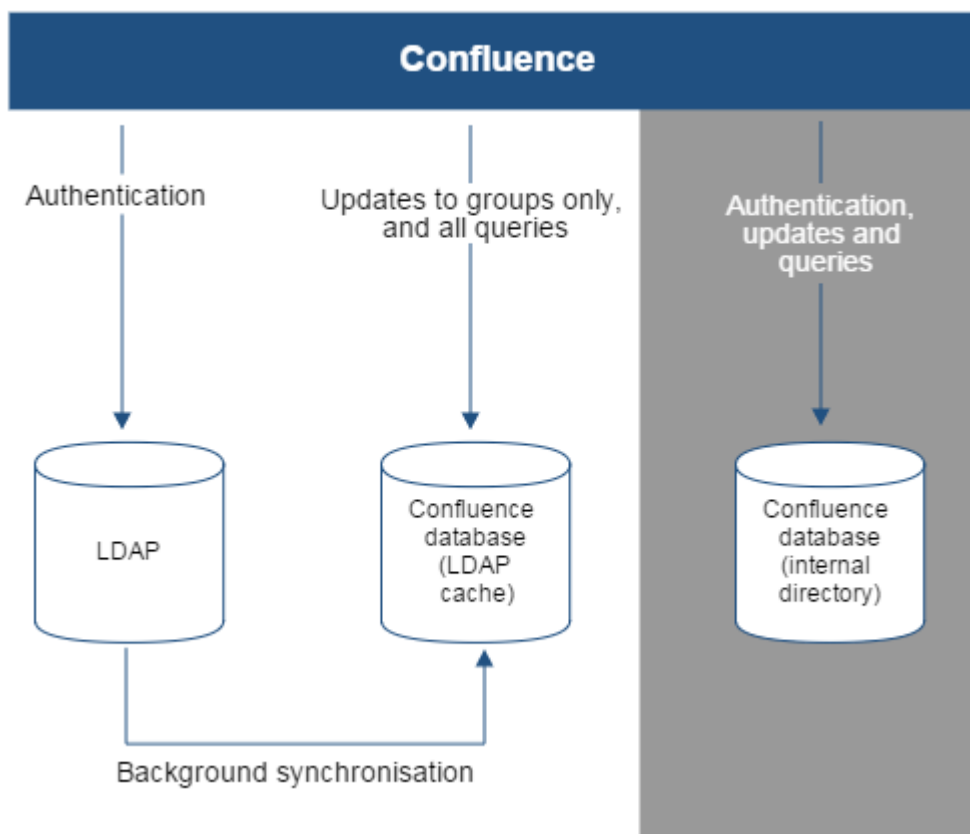 Confluence
Authentication
Updates to groups only,
and all queries
Authentication,
updates and
queries
LDAP
Confluence
database
(LDAP
cache)
Confluence
database
(internal
directory)
Background synchronisation